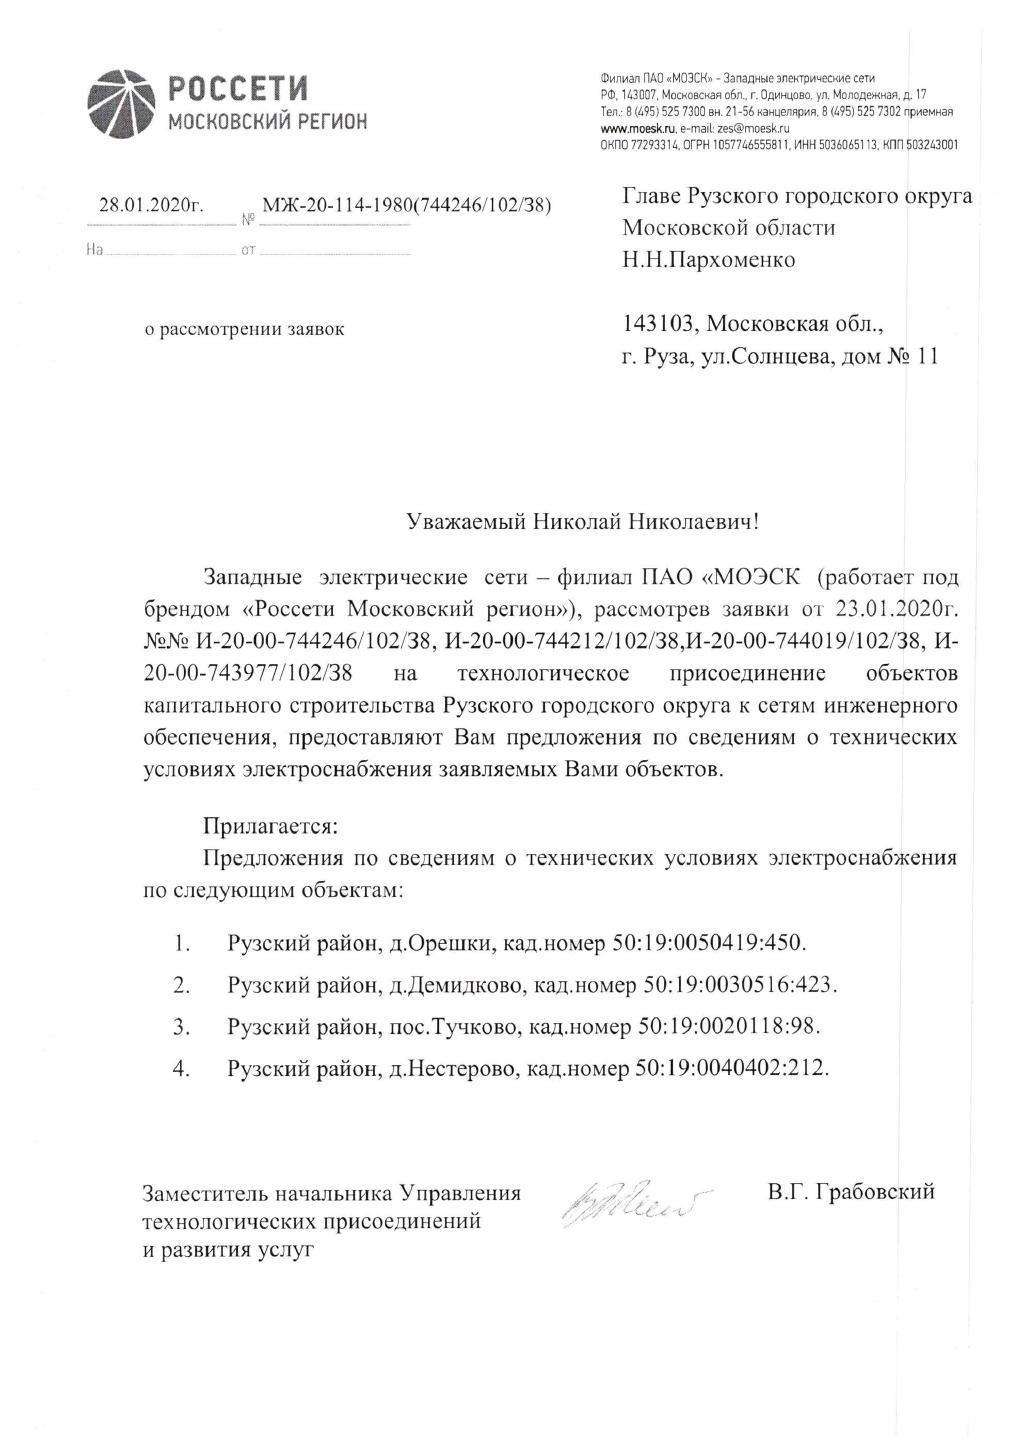 РОССЕТИ
МОСКОВСКИЙ РЕГИОН
Филиал ПАО «МОЭСК» – Западные электрические сети
РФ, 143007, Московская обл., г. Одинцово, ул. Молодежная, д. 17
Тел.: 8 (495) 525 7300 вн. 21-56 канцелярия, 8 (495) 525 7302 приемная
www.moesk.ru, e-mail: zes@moesk.ru
ОКПО 77293314, ОГРН 1057746555811, ИНН 5036065113, КПП 503243001
28.01.2020г. № МЖ-20-114-1980(744246/102/38)
На от
Главе Рузского городского округа
Московской области
Н.Н.Пархоменко
о рассмотрении заявок
143103, Московская обл.,
г. Руза, ул.Солнцева, дом № 11
Уважаемый Николай Николаевич!
Западные электрические сети – филиал ПАО «МОЭСК (работает под
брендом «Россети Московский регион»), рассмотрев заявки от 23.01.2020г.
№№ И-20-00-744246/102/38, И-20-00-744212/102/38,И-20-00-744019/102/38, И-
20-00-743977/102/38 на технологическое присоединение объектов
капитального строительства Рузского городского округа к сетям инженерного
обеспечения, предоставляют Вам предложения по сведениям о технических
условиях электроснабжения заявляемых Вами объектов.
Прилагается:
Предложения по сведениям о технических условиях электроснабжения
по следующим объектам:
1. Рузский район, д.Орешки, кад.номер 50:19:0050419:450.
2. Рузский район, д.Демидково, кад.номер 50:19:0030516:423.
3. Рузский район, пос.Тучково, кад.номер 50:19:0020118:98.
4. Рузский район, д.Нестерово, кад.номер 50:19:0040402:212.
Заместитель начальника Управления
технологических присоединений
и развития услуг
В.Г. Грабовский